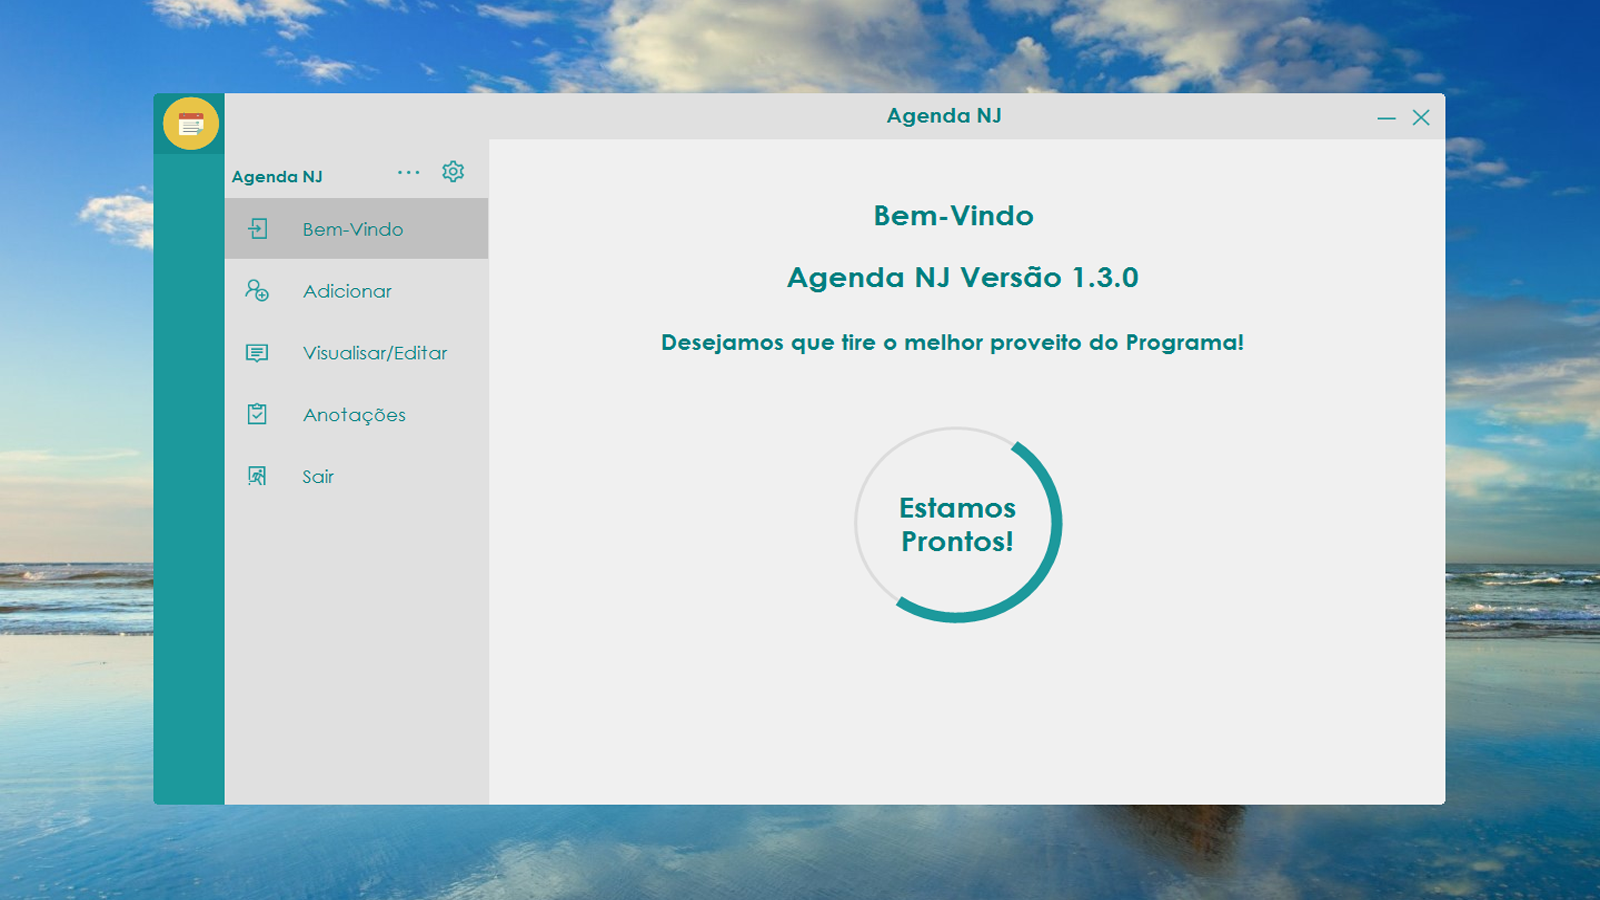 Agenda NJ
Agenda NJ
Bem-Vindo
Adicionar
Visualisar/Editar
Anotações
Sair
Bem-Vindo
Agenda NJ Versão 1.3.0
Desejamos que tire o melhor proveito do Programa!
Estamos
Prontos!